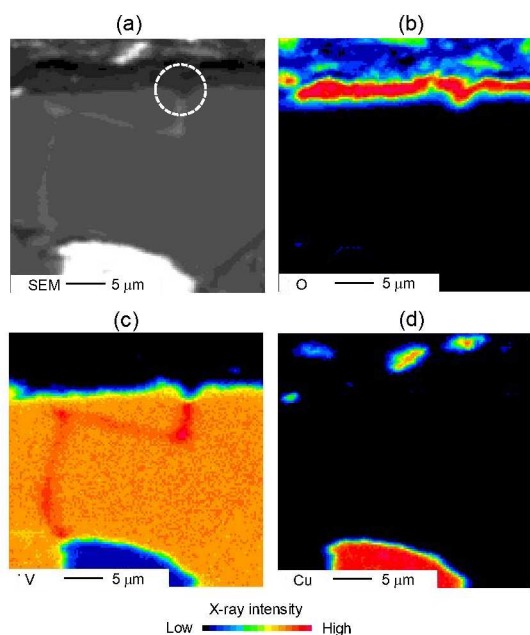 (a)
(b)
SEM 5 μm
O 5 μm
(c)
(d)
V 5 μm
Cu 5 μm
X-ray intensity
Low High